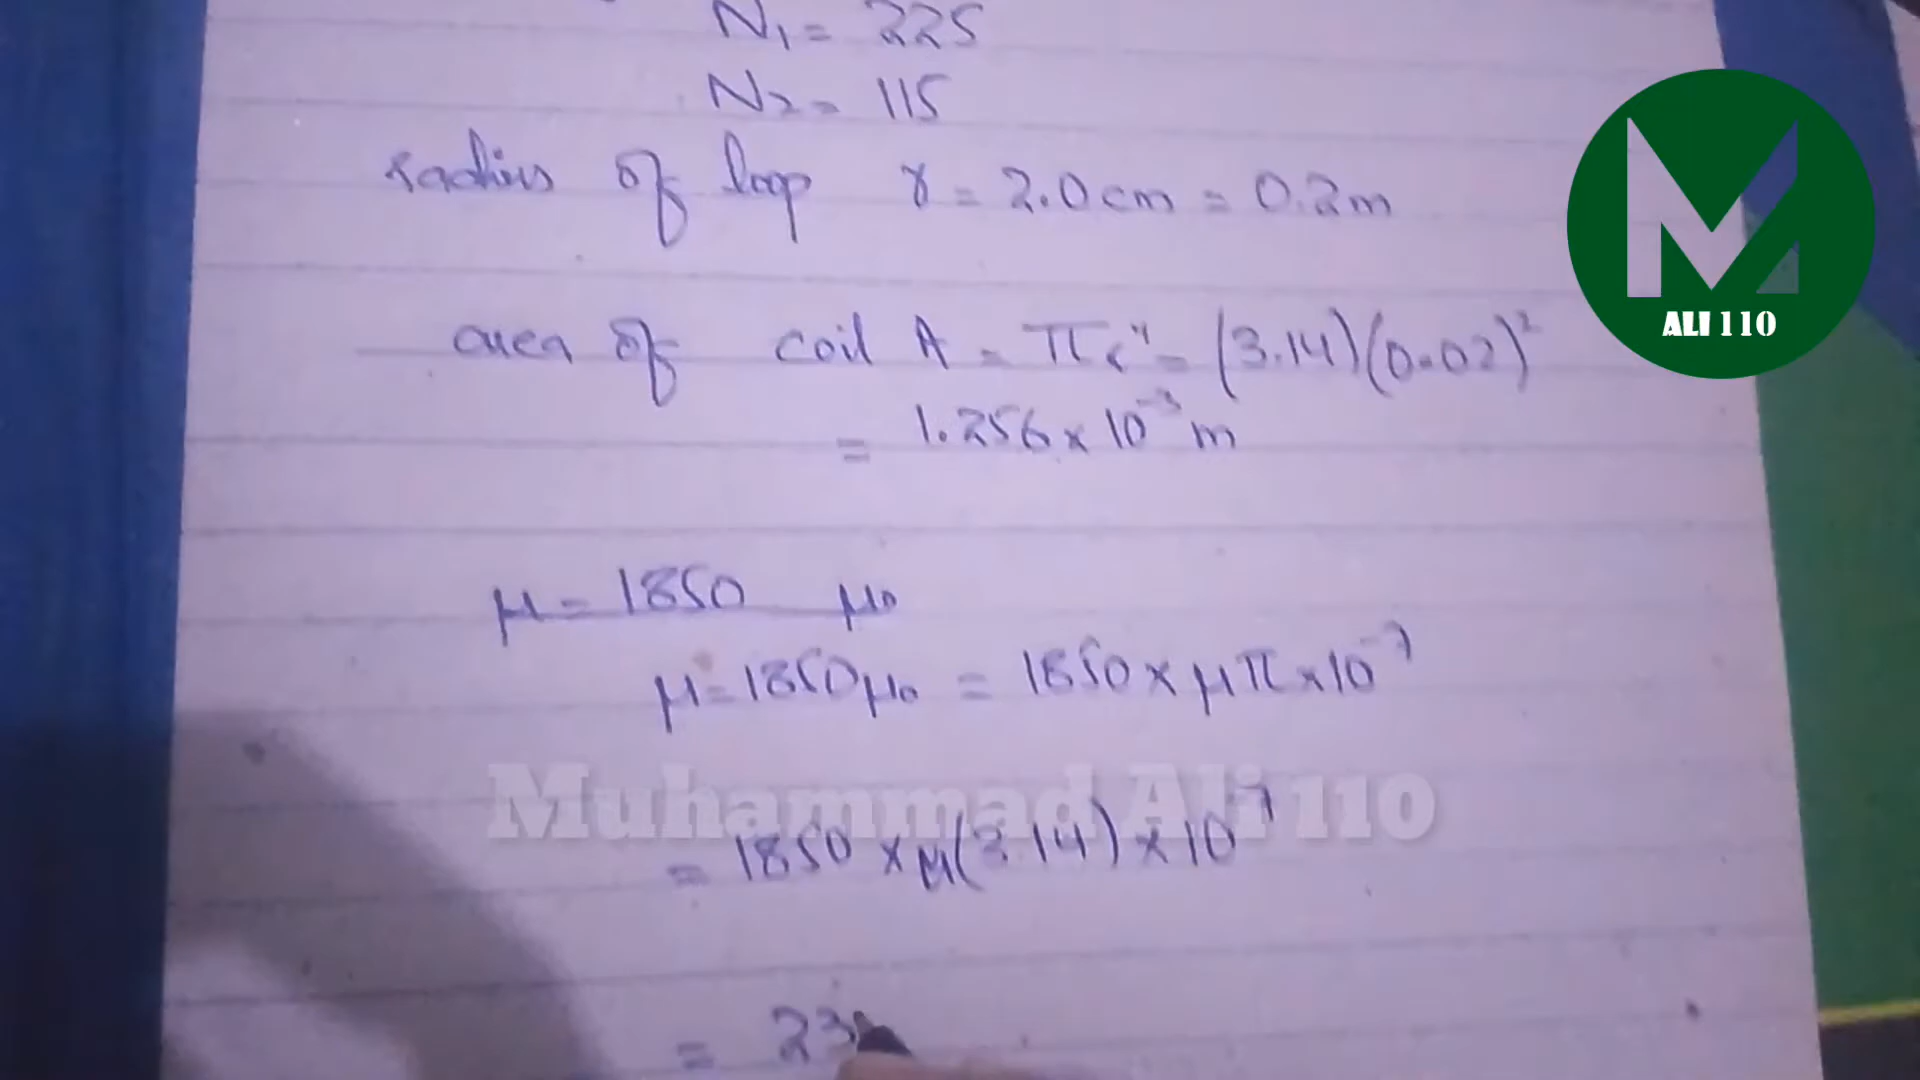 N₁ = 225
N₂ = 115
radius of loop r = 2.0cm = 0.2m
area of coil A = πr² = (3.14)(0.02)²
= 1.256 × 10⁻³ m
μ = 1850 μ₀
μ = 1850μ₀ = 1850 × 4π × 10⁻⁷
= 1850 × 4(3.14) × 10⁻⁷
= 23
ALI 110
Muhammad Ali 110